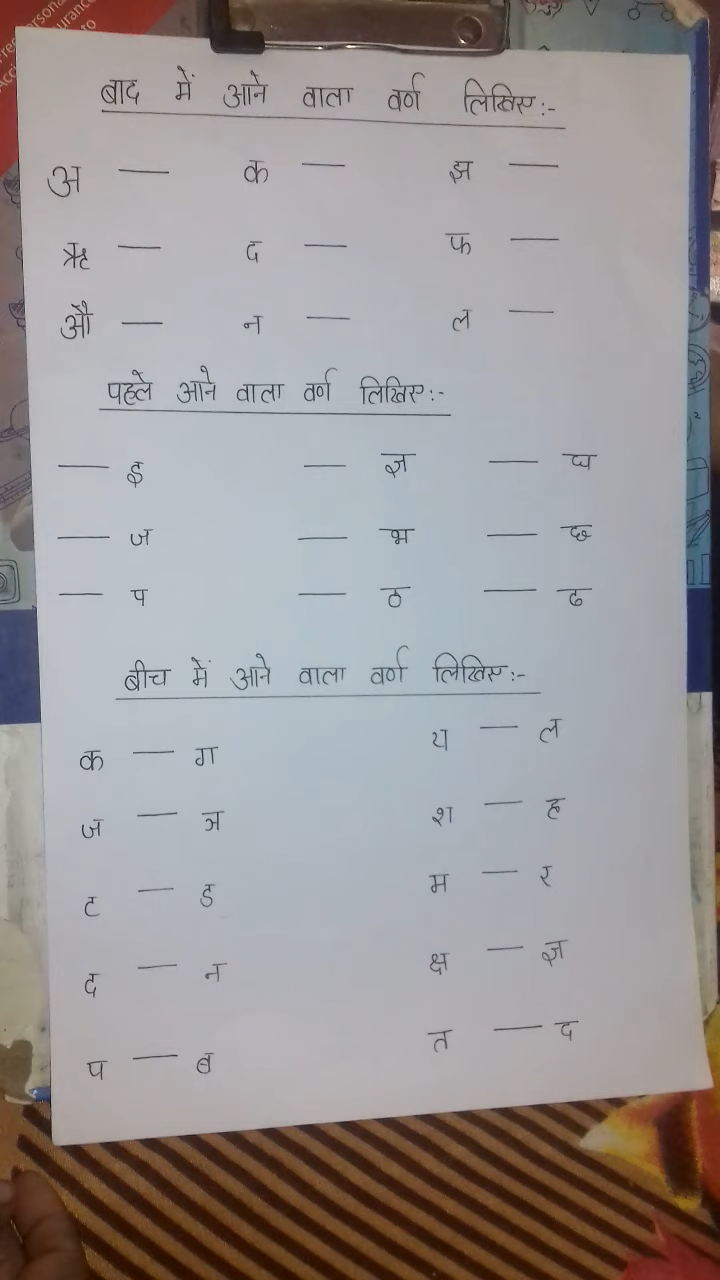 बाद में आने वाला वर्ण लिखिए:-
अ — क — झ —
ऋ — द — फ —
औ — न — ल —
पहले आने वाला वर्ण लिखिए:-
— इ — ज्ञ — घ
— ज — भ — छ
— प — ठ — ढ
बीच में आने वाला वर्ण लिखिए:-
क — ग य — ल
ज — ञ श — ह
ट — ड म — र
द — न क्ष — ज्ञ
प — ब त — द